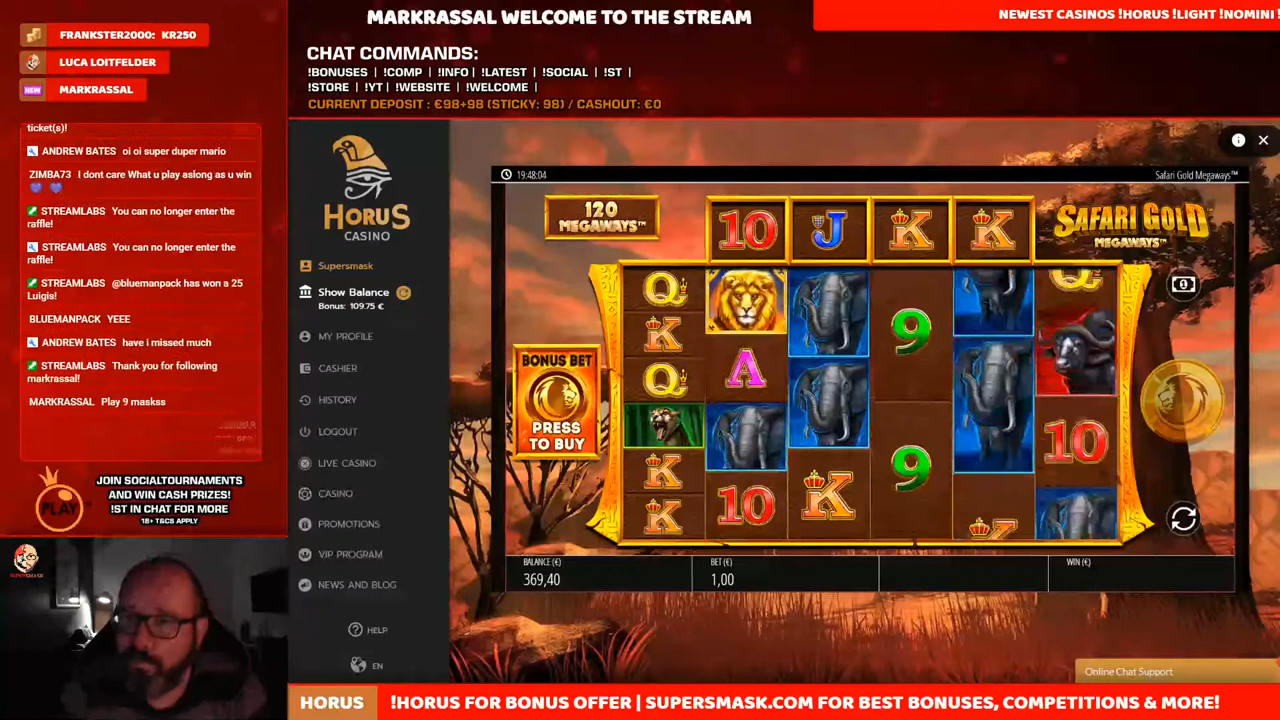 FRANKSTER2000: KR250
LUCA LOITFELDER
NEW MARKRASSAL
ticket(s)!
ANDREW BATES oi oi super duper mario
ZIMBA73 I dont care What u play aslong as u win
STREAMLABS You can no longer enter the
raffle!
STREAMLABS You can no longer enter the
raffle!
STREAMLABS @bluemanpack has won a 25
Luigis!
BLUEMANPACK YEEE
ANDREW BATES have i missed much
STREAMLABS Thank you for following
markrassal!
MARKRASSAL Play 9 maskss
PLAY
JOIN SOCIALTOURNAMENTS
AND WIN CASH PRIZES!
!ST IN CHAT FOR MORE
18+ T&CS APPLY
MARKRASSAL WELCOME TO THE STREAM
NEWEST CASINOS !HORUS !LIGHT !NOMINI
CHAT COMMANDS:
!BONUSES | !COMP | !INFO | !LATEST | !SOCIAL | !ST |
!STORE | !YT | !WEBSITE | !WELCOME |
CURRENT DEPOSIT : €98+98 (STICKY: 98) / CASHOUT: €0
HORUS
CASINO
Supersmask
Show Balance
Bonus: 109.75 €
MY PROFILE
CASHIER
HISTORY
LOGOUT
LIVE CASINO
CASINO
PROMOTIONS
VIP PROGRAM
NEWS AND BLOG
HELP
EN
19:48:04
Safari Gold Megaways™
120
MEGAWAYS™
10 J K K
SAFARI GOLD
MEGAWAYS™
BONUS BET
PRESS
TO BUY
Q Q
K 9
Q A
10
K 9
K 10 K K
BALANCE (€)
369,40
BET (€)
1,00
WIN (€)
Online Chat Support
HORUS
!HORUS FOR BONUS OFFER | SUPERSMASK.COM FOR BEST BONUSES, COMPETITIONS & MORE!